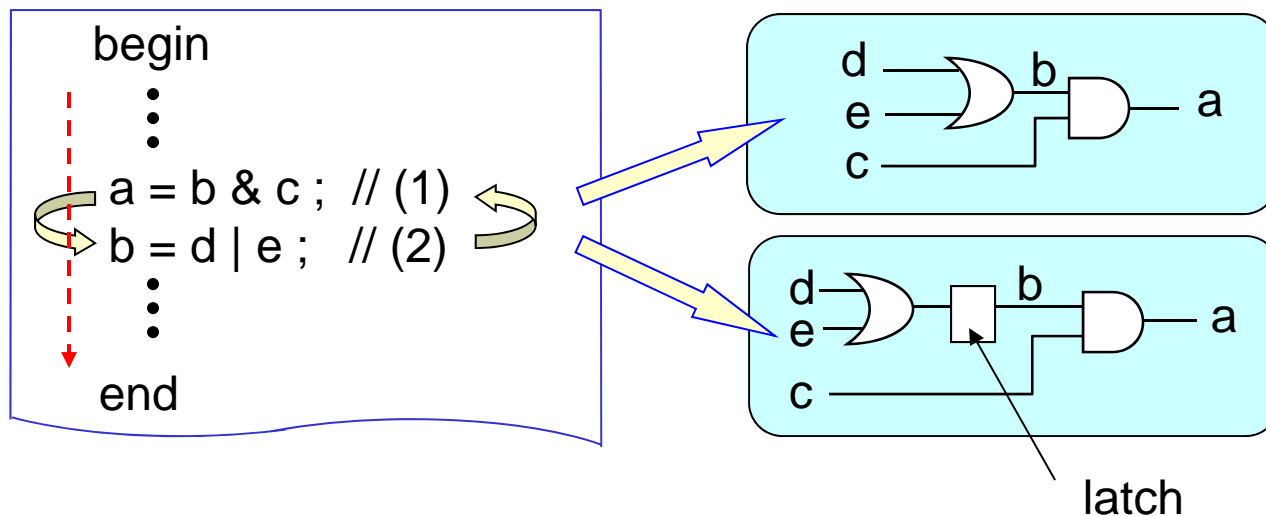 begin
a = b & c ; // (1)
b = d | e ; // (2)
end
d
e
c
b
a
d
e
c
b
a
latch